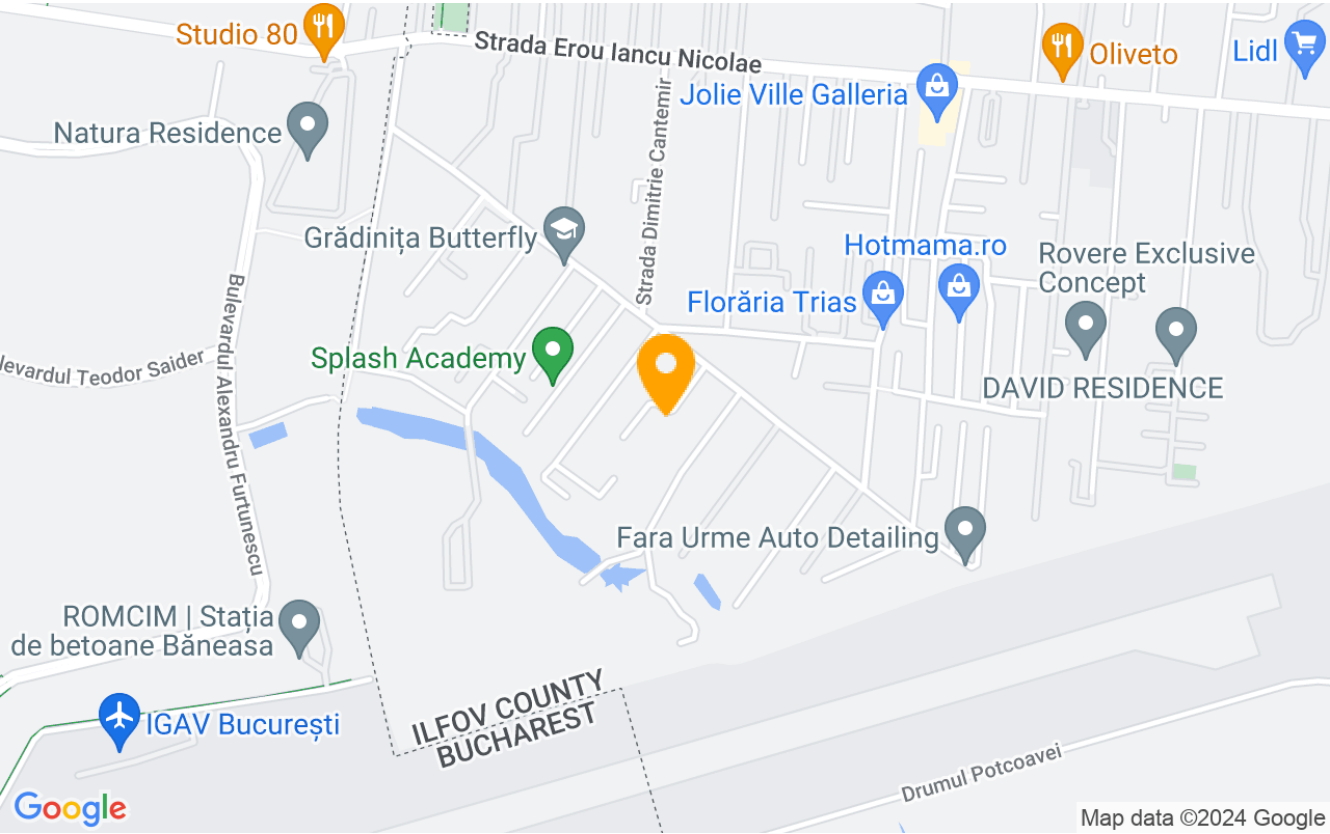 Studio 80
Strada Erou Iancu Nicolae
Oliveto
Lidl
Jolie Ville Galleria
Natura Residence
Strada Dimitrie Cantemir
Grădinița Butterfly
Hotmama.ro
Rovere Exclusive
Concept
Florăria Trias
Bulevardul Alexandru Furtunescu
levardul Teodor Saider
Splash Academy
DAVID RESIDENCE
Fara Urme Auto Detailing
ROMCIM | Stația
de betoane Băneasa
ILFOV COUNTY
BUCHAREST
IGAV București
Drumul Potcoavei
Google
Map data ©2024 Google